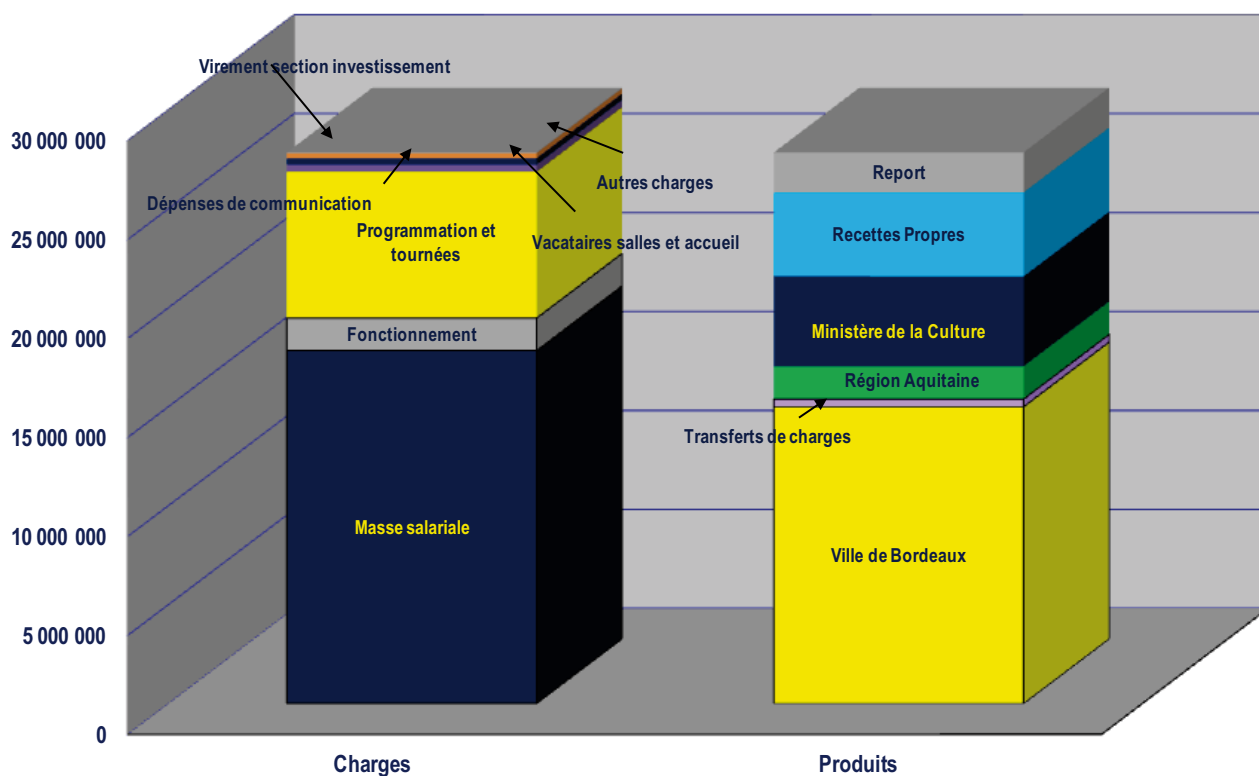 Virement section investissement
30 000 000
Report
Autres charges
Dépenses de communication
Programmation et
tournées
Vacataires salles et accueil
Recettes Propres
25 000 000
20 000 000
Fonctionnement
Ministère de la Culture
Région Aquitaine
15 000 000
Transferts de charges
10 000 000
Masse salariale
Ville de Bordeaux
5 000 000
0
Charges
Produits